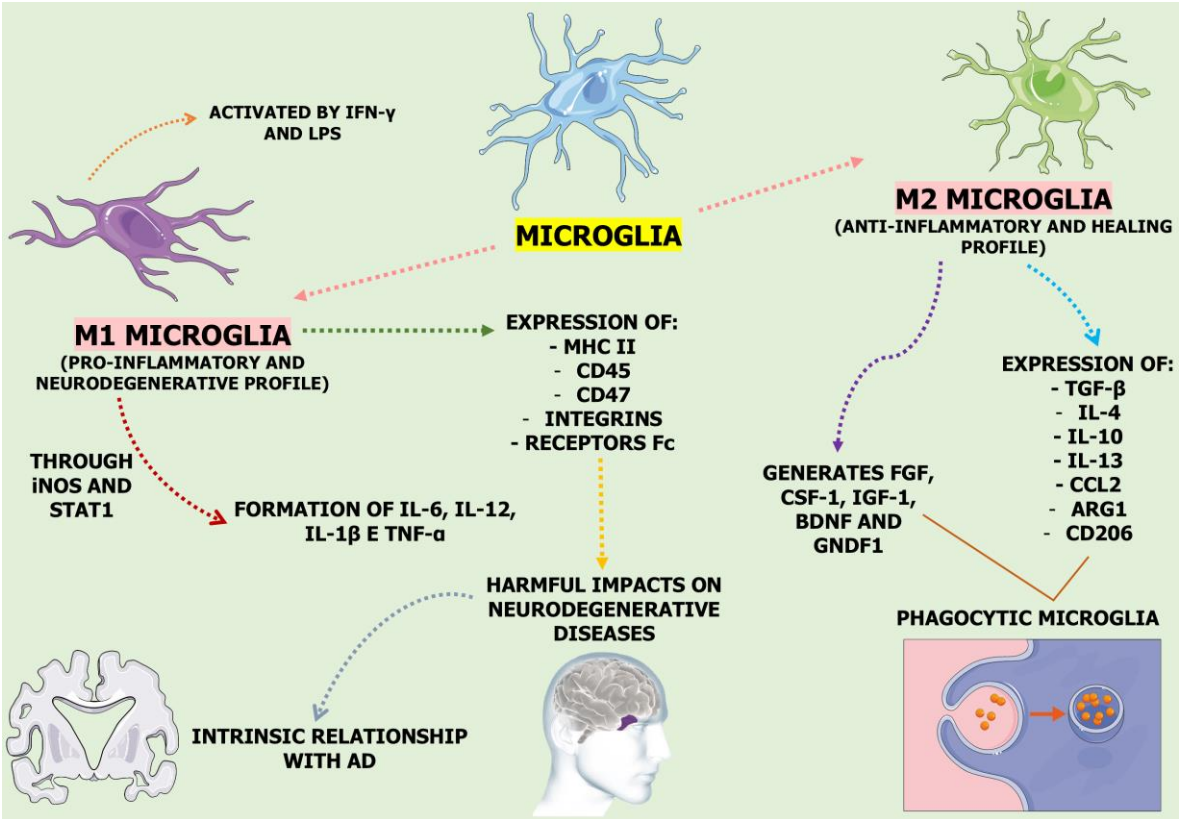 ACTIVATED BY IFN-γ
AND LPS
MICROGLIA
M2 MICROGLIA
(ANTI-INFLAMMATORY AND HEALING
PROFILE)
M1 MICROGLIA
(PRO-INFLAMMATORY AND
NEURODEGENERATIVE PROFILE)
EXPRESSION OF:
- MHC II
- CD45
- CD47
- INTEGRINS
- RECEPTORS Fc
THROUGH
iNOS AND
STAT1
FORMATION OF IL-6, IL-12,
IL-1β E TNF-α
EXPRESSION OF:
- TGF-β
- IL-4
- IL-10
- IL-13
- CCL2
- ARG1
- CD206
GENERATES FGF,
CSF-1, IGF-1,
BDNF AND
GNDF1
HARMFUL IMPACTS ON
NEURODEGENERATIVE
DISEASES
PHAGOCYTIC MICROGLIA
INTRINSIC RELATIONSHIP
WITH AD